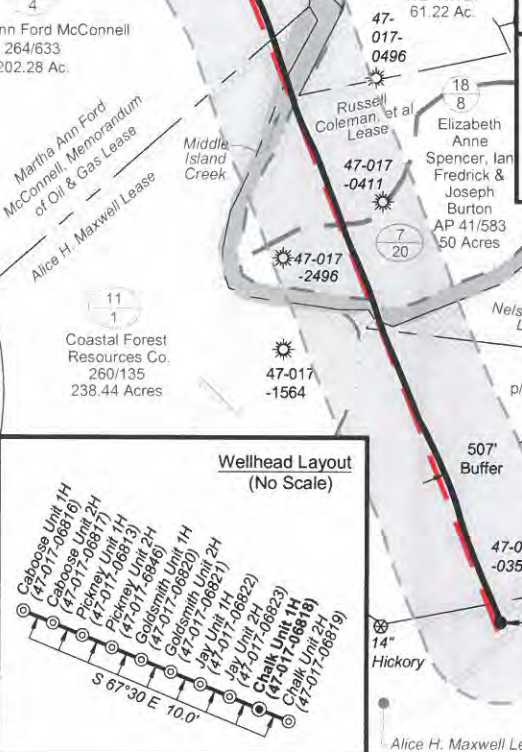 4
nn Ford McConnell
264/633
202.28 Ac.
61.22 Ac.
47-
017-
0496
18
8
Russell
Coleman, et al
Lease
Elizabeth
Anne
Spencer, Ian
Fredrick &
Joseph
Burton
AP 41/583
50 Acres
Martha Ann Ford
McConnell, Memorandum
of Oil & Gas Lease
Alice H. Maxwell Lease
Middle
Island
Creek
47-017
-0411
7
20
47-017
-2496
11
1
Coastal Forest
Resources Co.
260/135
238.44 Acres
47-017
-1564
Nels
L
p/
507'
Buffer
47-0
-035
14"
Hickory
Alice H. Maxwell Le
Wellhead Layout
(No Scale)
Caboose Unit 1H
(47-017-06816)
Caboose Unit 2H
(47-017-06817)
Pickney Unit 1H
(47-017-06813)
Pickney Unit 2H
(47-017-6846)
Goldsmith Unit 1H
(47-017-06820)
Goldsmith Unit 2H
(47-017-06821)
Jay Unit 1H
(47-017-06822)
Jay Unit 2H
(47-017-06823)
Chalk Unit 1H
(47-017-06818)
Chalk Unit 2H
(47-017-06819)
S 67°30 E 10.0'